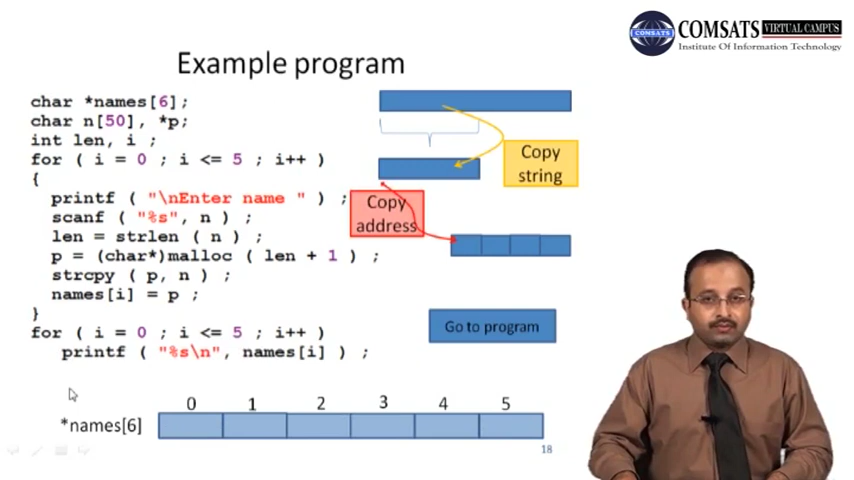 COMSATS
COMSATS VIRTUAL CAMPUS
Institute Of Information Technology
Example program
char *names[6];
char n[50], *p;
int len, i ;
for ( i = 0 ; i <= 5 ; i++ )
{
printf ( "\nEnter name " ) ;
scanf ( "%s", n ) ;
len = strlen ( n ) ;
p = (char*)malloc ( len + 1 ) ;
strcpy ( p, n ) ;
names[i] = p ;
}
for ( i = 0 ; i <= 5 ; i++ )
printf ( "%s\n", names[i] ) ;
Copy
string
Copy
address
Go to program
0 1 2 3 4 5
*names[6]
18